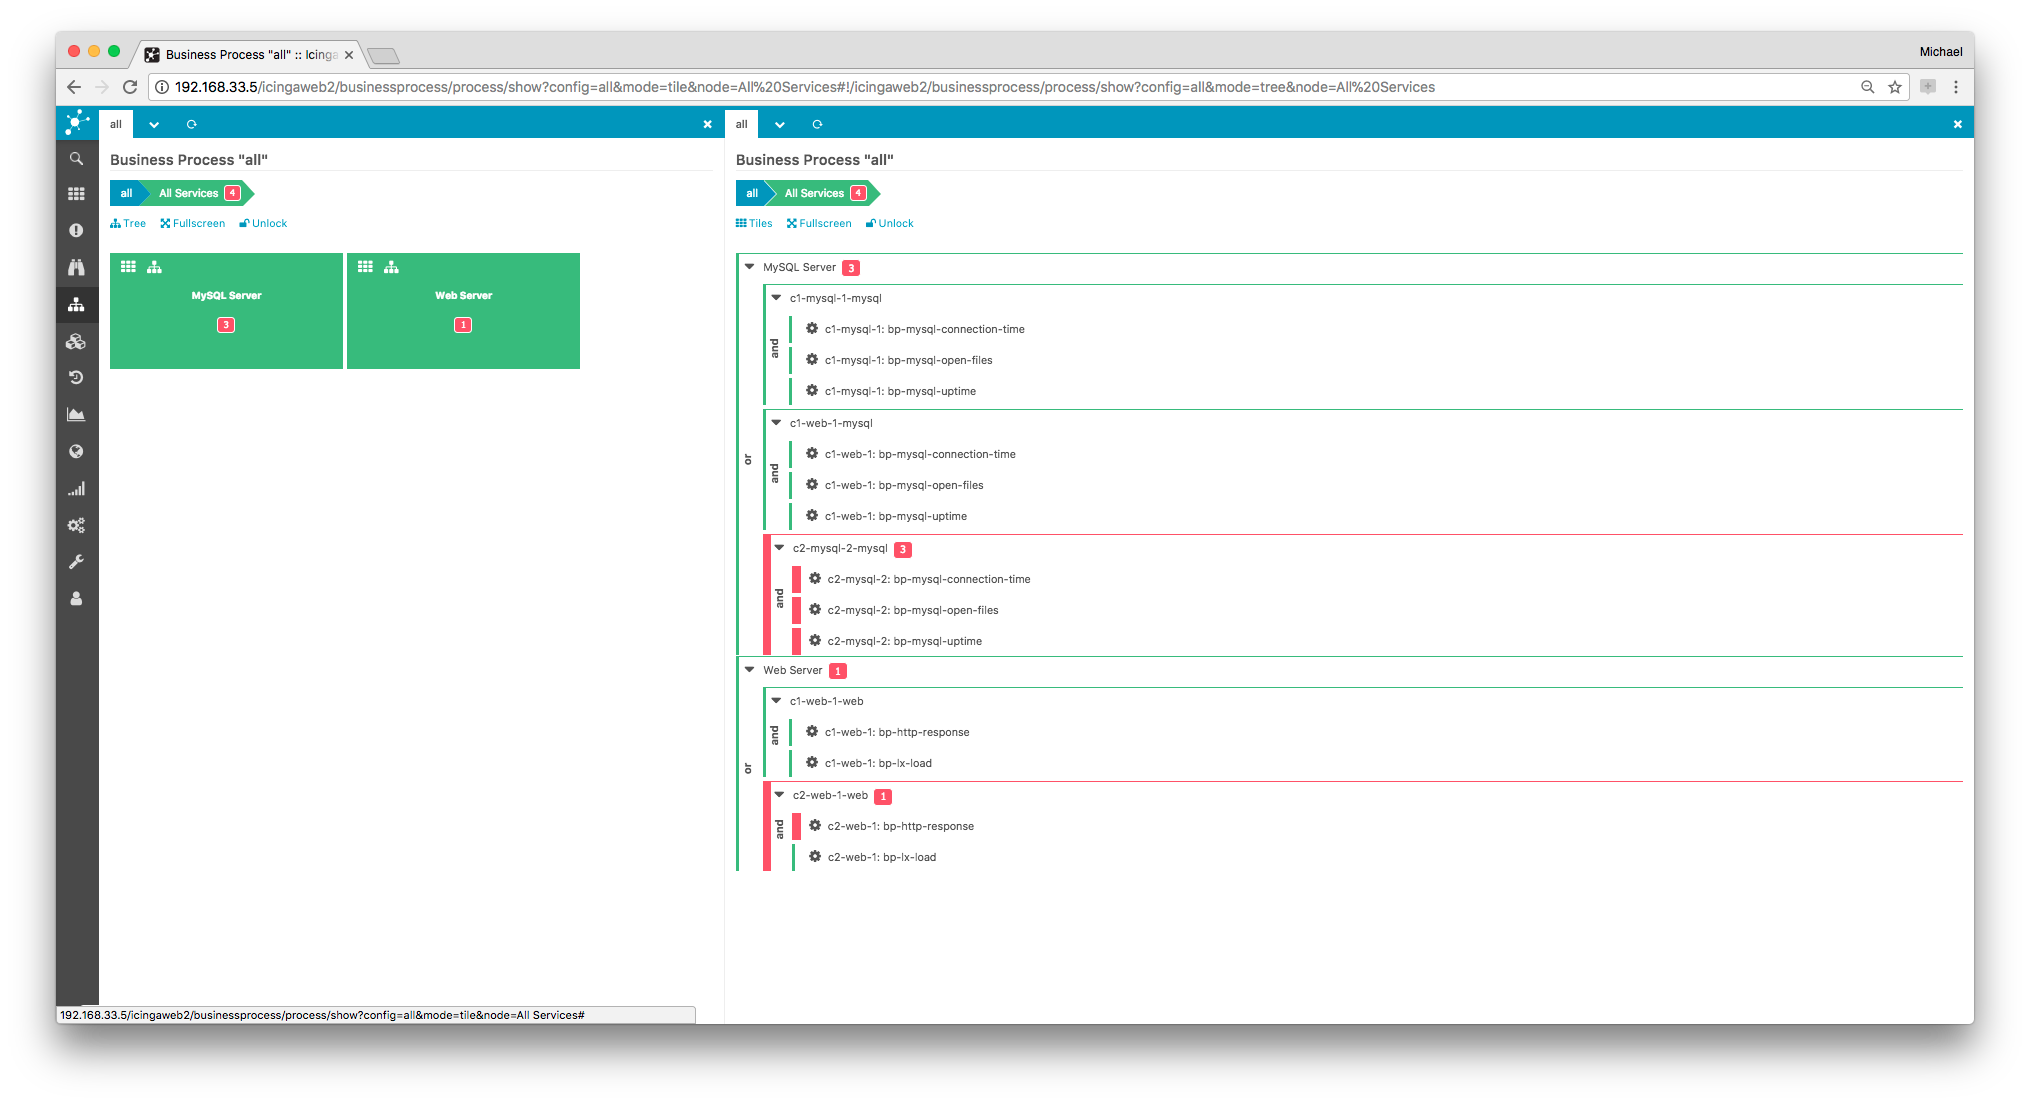 Business Process "all" :: Icinga
Michael
192.168.33.5/icingaweb2/businessprocess/process/show?config=all&mode=tile&node=All%20Services#!/icingaweb2/businessprocess/process/show?config=all&mode=tree&node=All%20Services
all
Business Process "all"
all All Services 4
Tree Fullscreen Unlock
MySQL Server
3
Web Server
1
192.168.33.5/icingaweb2/businessprocess/process/show?config=all&mode=tile&node=All Services#
all
Business Process "all"
all All Services 4
Tiles Fullscreen Unlock
MySQL Server 3
or
c1-mysql-1-mysql
and
c1-mysql-1: bp-mysql-connection-time
c1-mysql-1: bp-mysql-open-files
c1-mysql-1: bp-mysql-uptime
c1-web-1-mysql
and
c1-web-1: bp-mysql-connection-time
c1-web-1: bp-mysql-open-files
c1-web-1: bp-mysql-uptime
c2-mysql-2-mysql 3
and
c2-mysql-2: bp-mysql-connection-time
c2-mysql-2: bp-mysql-open-files
c2-mysql-2: bp-mysql-uptime
Web Server 1
or
c1-web-1-web
and
c1-web-1: bp-http-response
c1-web-1: bp-lx-load
c2-web-1-web 1
and
c2-web-1: bp-http-response
c2-web-1: bp-lx-load